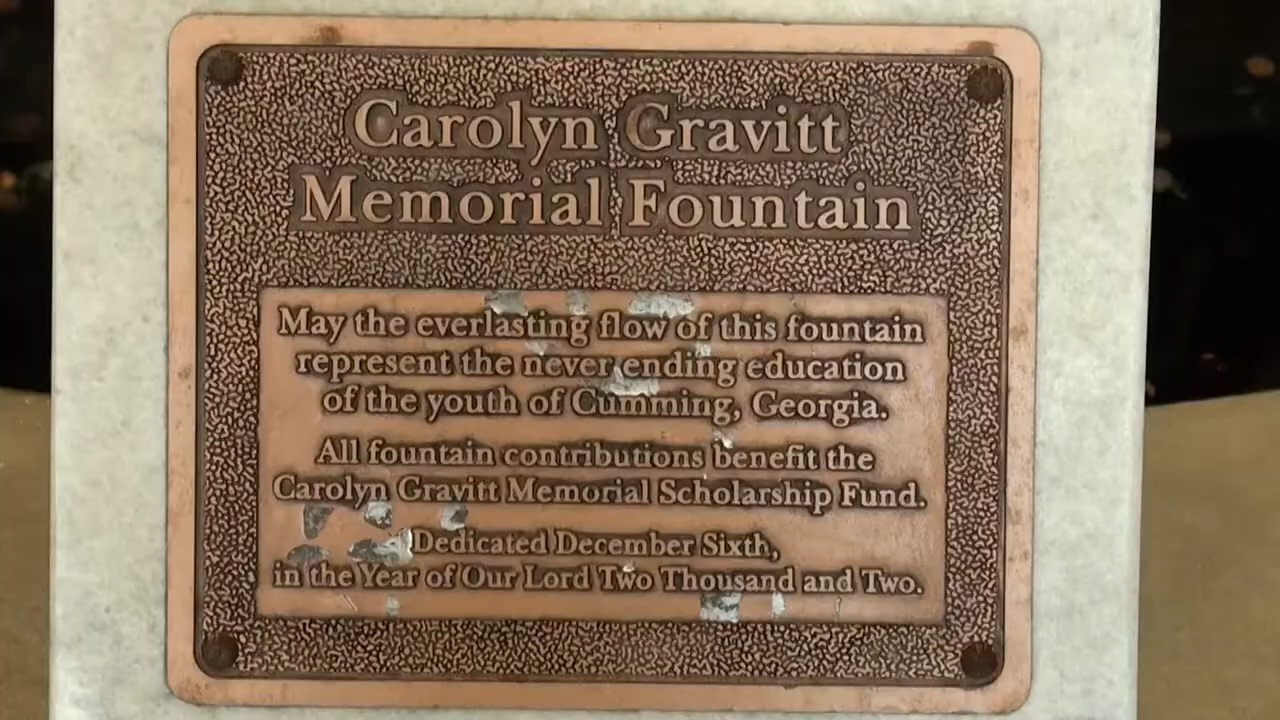 Carolyn Gravitt
Memorial Fountain
May the everlasting flow of this fountain
represent the never ending education
of the youth of Cumming, Georgia.
All fountain contributions benefit the
Carolyn Gravitt Memorial Scholarship Fund.
Dedicated December Sixth,
in the Year of Our Lord Two Thousand and Two.